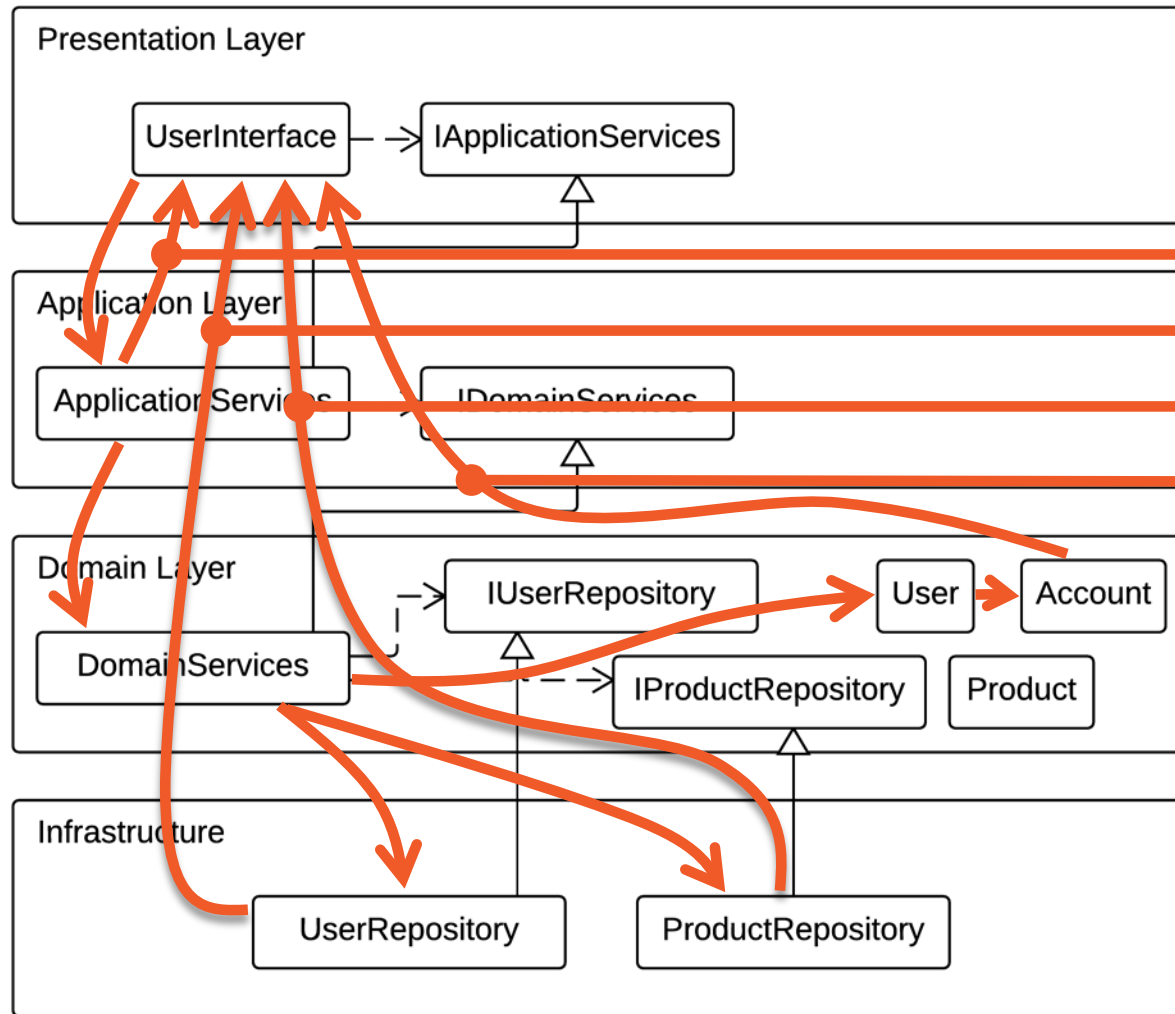 Presentation Layer
UserInterface
IApplicationServices
Application Layer
ApplicationServices
IDomainServices
Domain Layer
IUserRepository
User
Account
DomainServices
IProductRepository
Product
Infrastructure
UserRepository
ProductRepository